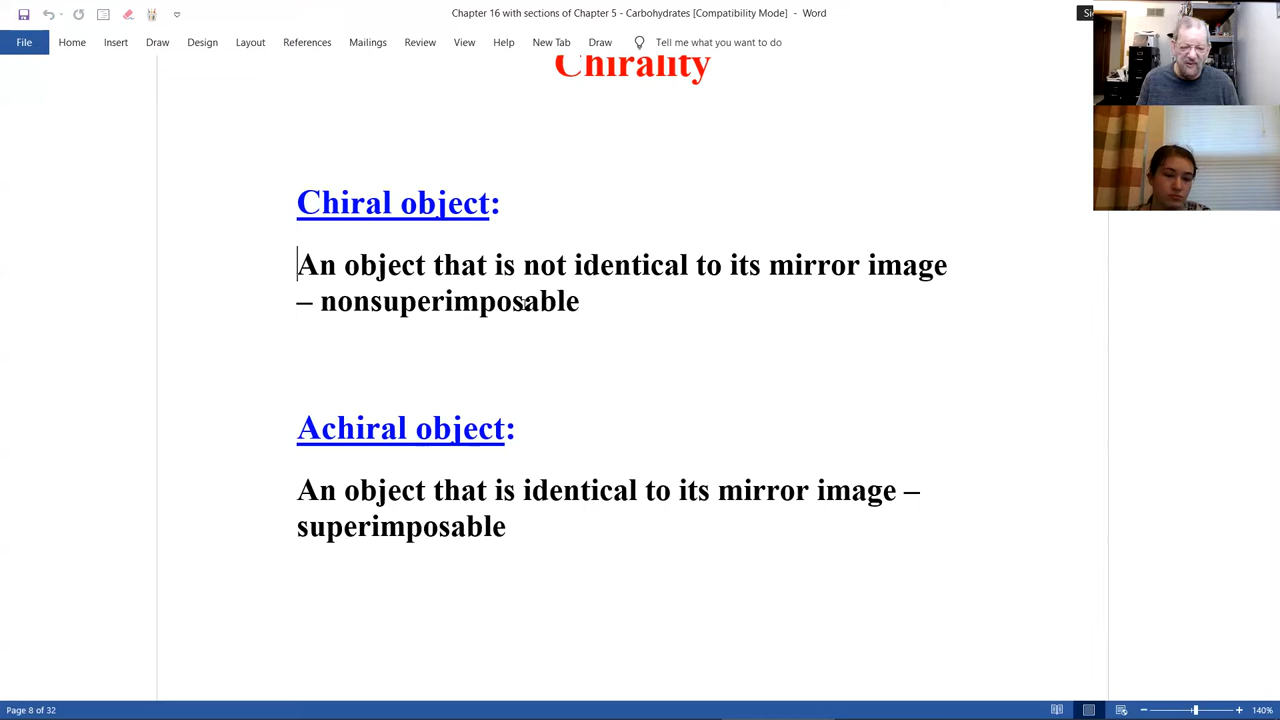 Chapter 16 with sections of Chapter 5 - Carbohydrates [Compatibility Mode] - Word
File Home Insert Draw Design Layout References Mailings Review View Help New Tab Draw Tell me what you want to do
Chirality
Chiral object:
An object that is not identical to its mirror image
– nonsuperimposable
Achiral object:
An object that is identical to its mirror image –
superimposable
Page 8 of 32
140%